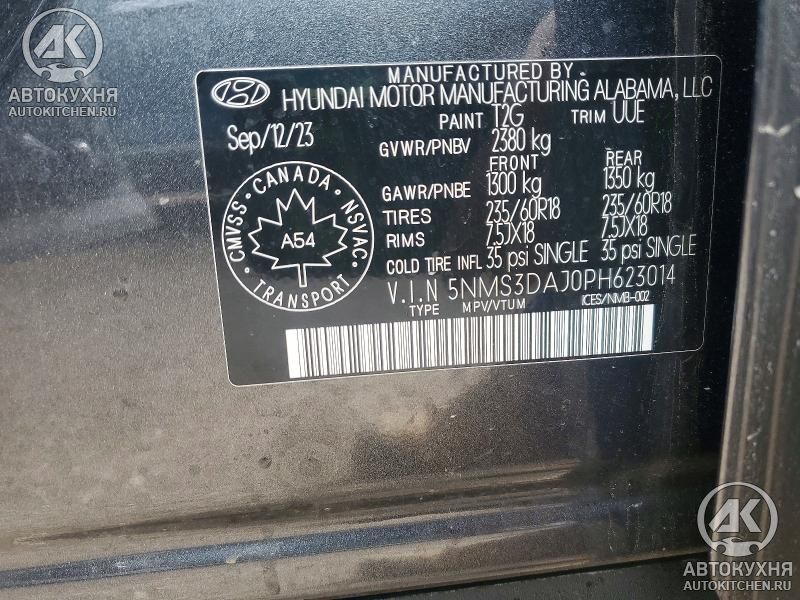 АК
АВТОКУХНЯ
AUTOKITCHEN.RU
MANUFACTURED BY
HYUNDAI MOTOR MANUFACTURING ALABAMA, LLC
Sep/12/23
PAINT T2G TRIM UUE
GVWR/PNBV 2380 kg
FRONT REAR
GAWR/PNBE 1300 kg 1350 kg
TIRES 235/60R18 235/60R18
RIMS 7.5JX18 7.5JX18
COLD TIRE INFL 35 psi SINGLE 35 psi SINGLE
CMVSS · CANADA · NSVAC · TRANSPORT
A54
V.I.N 5NMS3DAJ0PH623014
TYPE MPV/VTUM ICES/NMB-002
АК
АВТОКУХНЯ
AUTOKITCHEN.RU